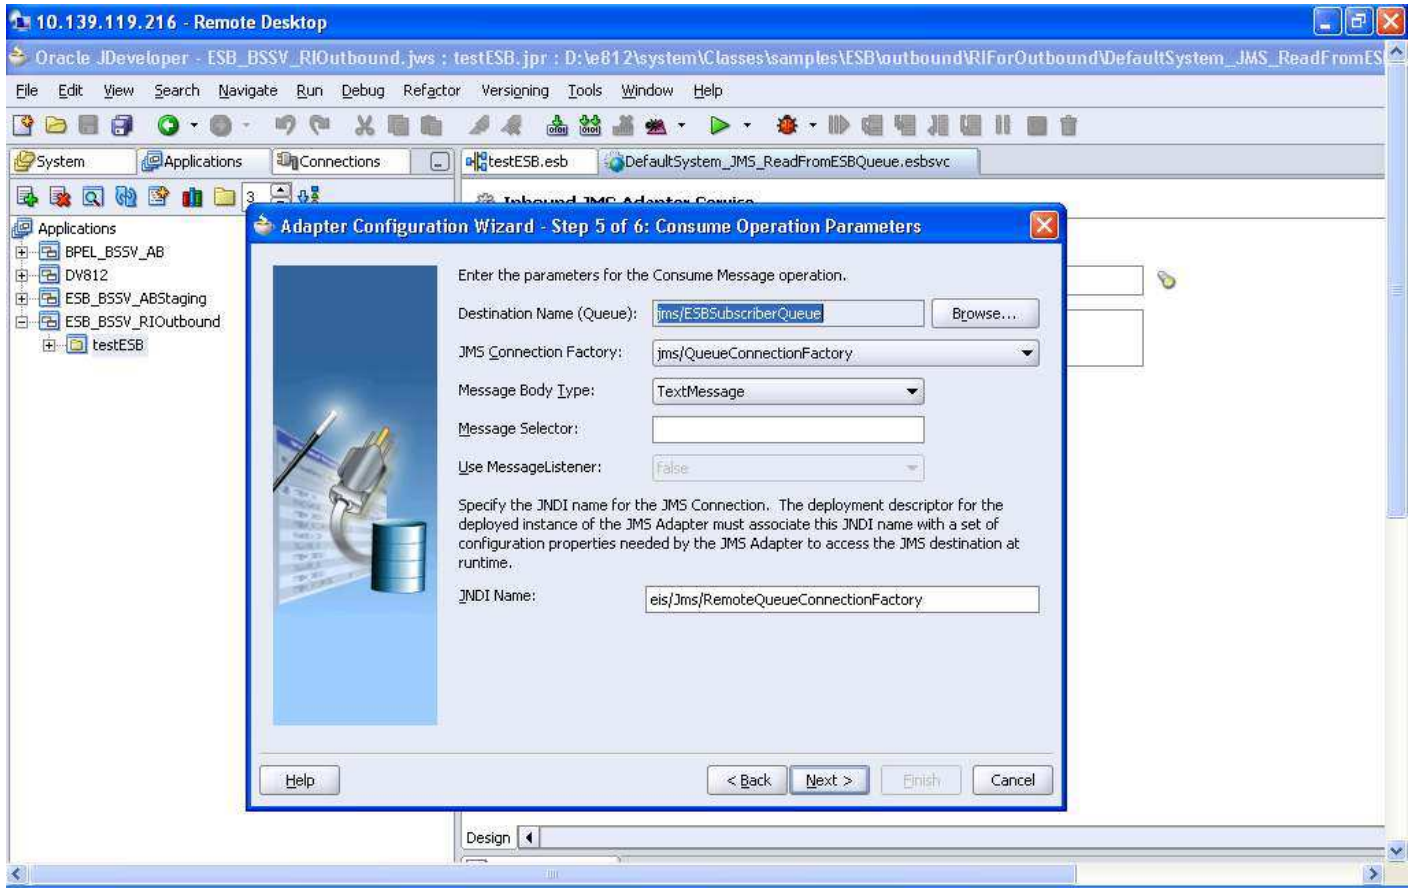 10.139.119.216 - Remote Desktop
Oracle JDeveloper - ESB_BSSV_RIOutbound.jws : testESB.jpr : D:\e812\system\Classes\samples\ESB\outbound\RIForOutbound\DefaultSystem_JMS_ReadFromES
File Edit View Search Navigate Run Debug Refactor Versioning Tools Window Help
System Applications Connections testESB.esb DefaultSystem_JMS_ReadFromESBQueue.esbsvc
3
Inbound JMS Adapter Service
Applications
BPEL_BSSV_AB
DV812
ESB_BSSV_ABStaging
ESB_BSSV_RIOutbound
testESB
Adapter Configuration Wizard - Step 5 of 6: Consume Operation Parameters
Enter the parameters for the Consume Message operation.
Destination Name (Queue): jms/ESBSubscriberQueue Browse...
JMS Connection Factory: jms/QueueConnectionFactory
Message Body Type: TextMessage
Message Selector:
Use MessageListener: False
Specify the JNDI name for the JMS Connection. The deployment descriptor for the
deployed instance of the JMS Adapter must associate this JNDI name with a set of
configuration properties needed by the JMS Adapter to access the JMS destination at
runtime.
JNDI Name: eis/Jms/RemoteQueueConnectionFactory
Help < Back Next > Finish Cancel
Design